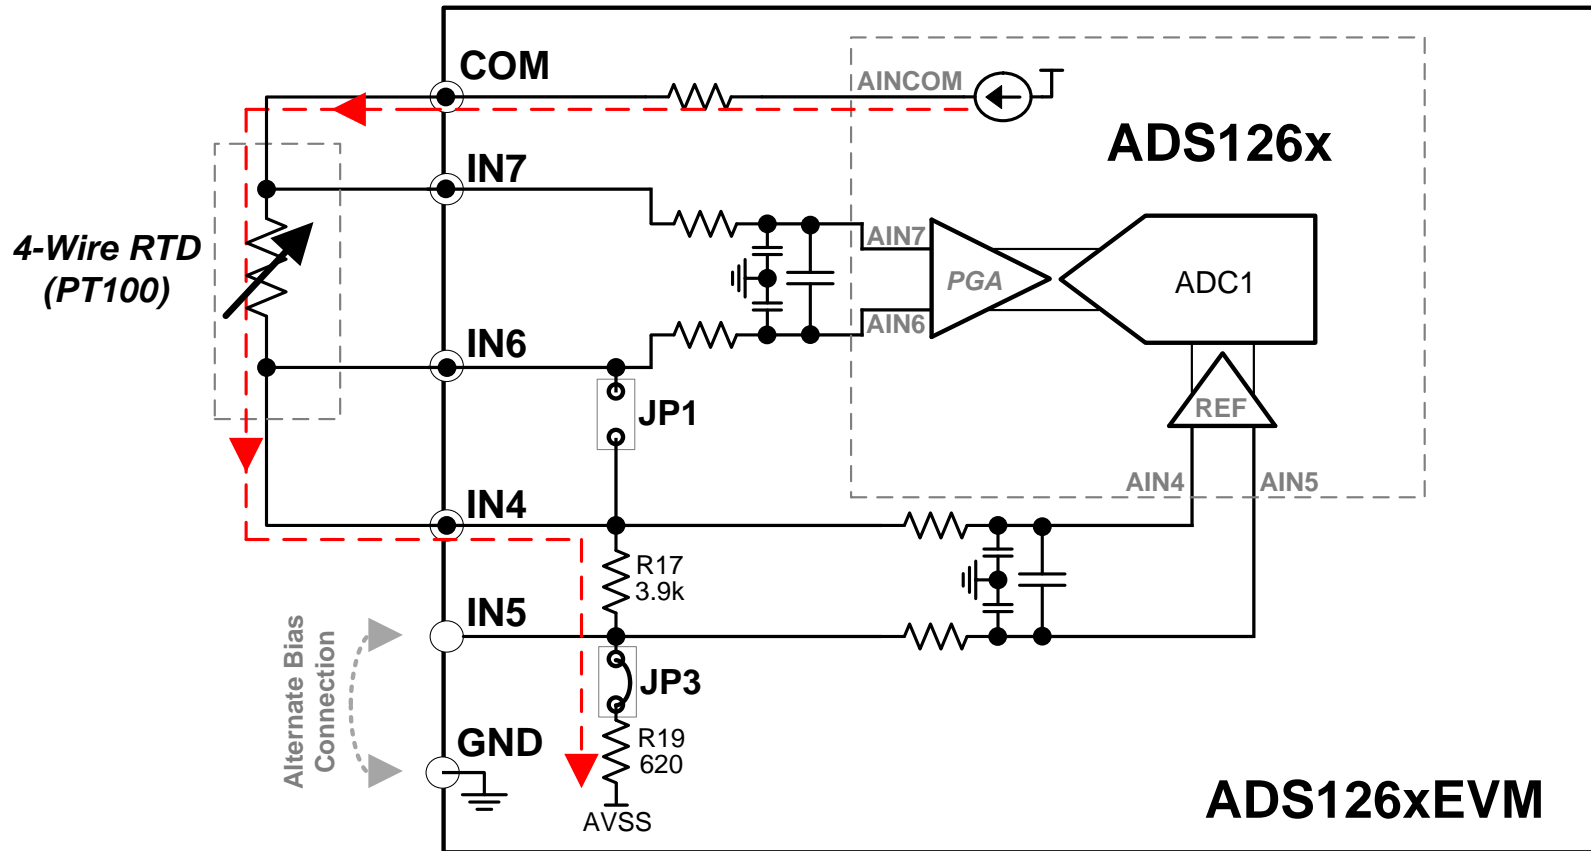 COM
AINCOM
ADS126x
IN7
4-Wire RTD
(PT100)
AIN7
PGA
ADC1
AIN6
IN6
JP1
REF
AIN4
AIN5
IN4
R17
3.9k
IN5
Alternate Bias
Connection
JP3
GND
R19
620
AVSS
ADS126xEVM